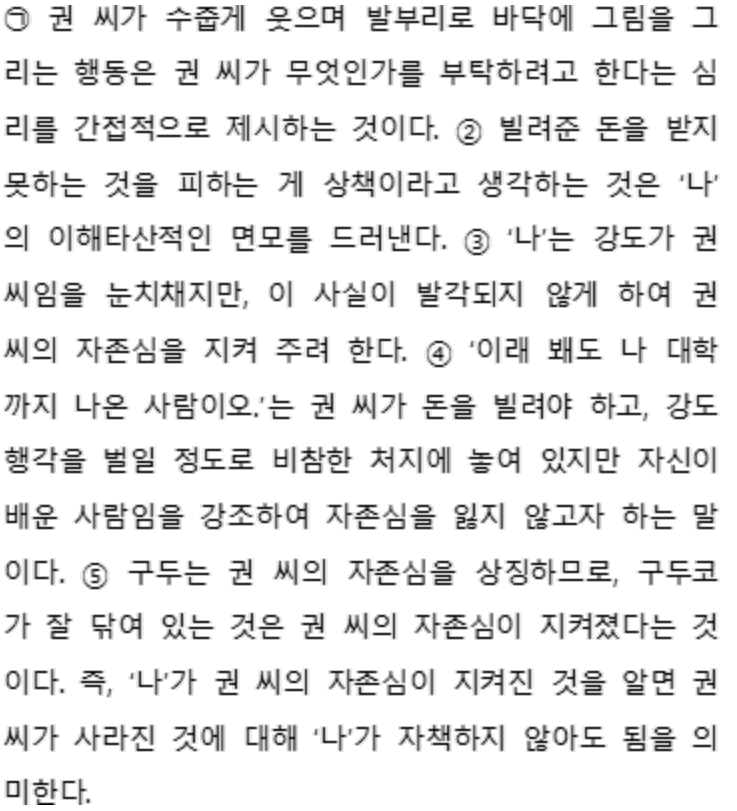 ㉠ 권 씨가 수줍게 웃으며 발부리로 바닥에 그림을 그
리는 행동은 권 씨가 무엇인가를 부탁하려고 한다는 심
리를 간접적으로 제시하는 것이다. ② 빌려준 돈을 받지
못하는 것을 피하는 게 상책이라고 생각하는 것은 ‘나’
의 이해타산적인 면모를 드러낸다. ③ ‘나’는 강도가 권
씨임을 눈치채지만, 이 사실이 발각되지 않게 하여 권
씨의 자존심을 지켜 주려 한다. ④ ‘이래 봬도 나 대학
까지 나온 사람이오.’는 권 씨가 돈을 빌려야 하고, 강도
행각을 벌일 정도로 비참한 처지에 놓여 있지만 자신이
배운 사람임을 강조하여 자존심을 잃지 않고자 하는 말
이다. ⑤ 구두는 권 씨의 자존심을 상징하므로, 구두코
가 잘 닦여 있는 것은 권 씨의 자존심이 지켜졌다는 것
이다. 즉, ‘나’가 권 씨의 자존심이 지켜진 것을 알면 권
씨가 사라진 것에 대해 ‘나’가 자책하지 않아도 됨을 의
미한다.